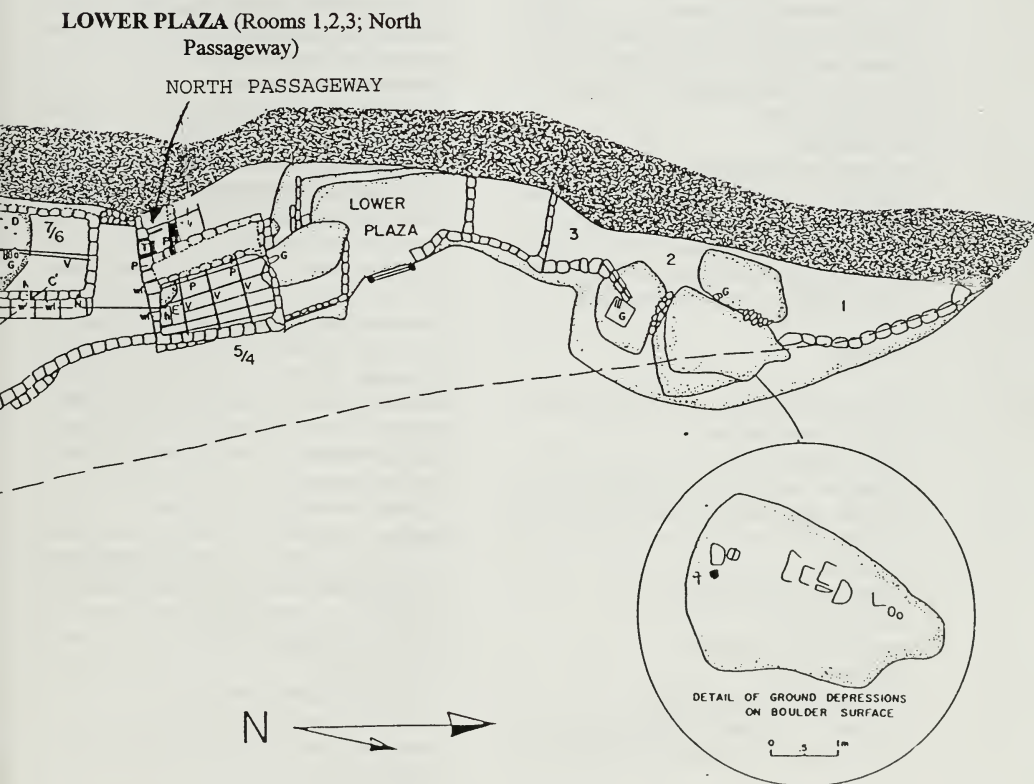 LOWER PLAZA (Rooms 1,2,3; North
Passageway)
NORTH PASSAGEWAY
LOWER
PLAZA
D
7/6
G
V
A
C'
T
P
P
V
G
P
P
V
V
V
E
5/4
3
2
1
G
G
DETAIL OF GROUND DEPRESSIONS
ON BOULDER SURFACE
0 .5 1m
N